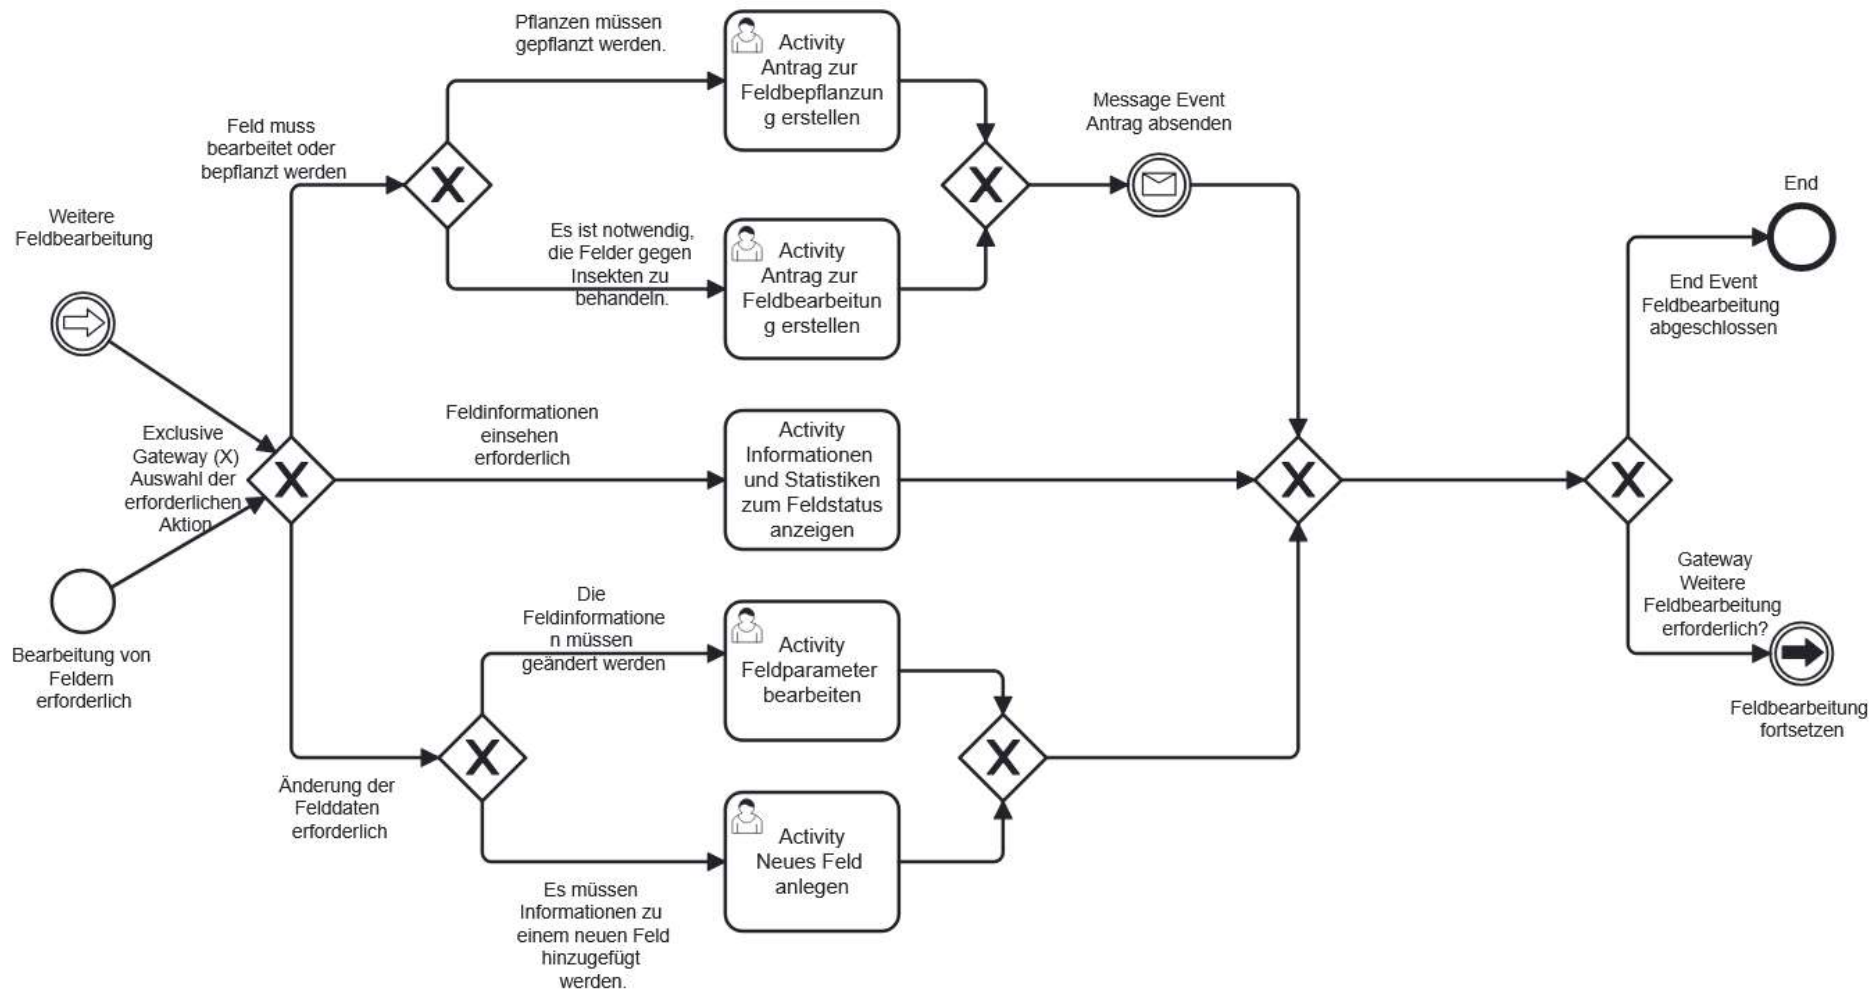 Pflanzen müssen
gepflanzt werden.
Activity
Antrag zur
Feldbepflanzun
g erstellen
Message Event
Antrag absenden
Feld muss
bearbeitet oder
bepflanzt werden
X
X
End
Weitere
Feldbearbeitung
Es ist notwendig,
die Felder gegen
Insekten zu
behandeln.
Activity
Antrag zur
Feldbearbeitun
g erstellen
End Event
Feldbearbeitung
abgeschlossen
Exclusive
Gateway (X)
Auswahl der
erforderlichen
Aktion
X
Feldinformationen
einsehen
erforderlich
Activity
Informationen
und Statistiken
zum Feldstatus
anzeigen
X
X
Bearbeitung von
Feldern
erforderlich
Die
Feldinformatione
n müssen
geändert werden
Activity
Feldparameter
bearbeiten
Gateway
Weitere
Feldbearbeitung
erforderlich?
Feldbearbeitung
fortsetzen
X
X
Änderung der
Felddaten
erforderlich
Activity
Neues Feld
anlegen
Es müssen
Informationen zu
einem neuen Feld
hinzugefügt
werden.